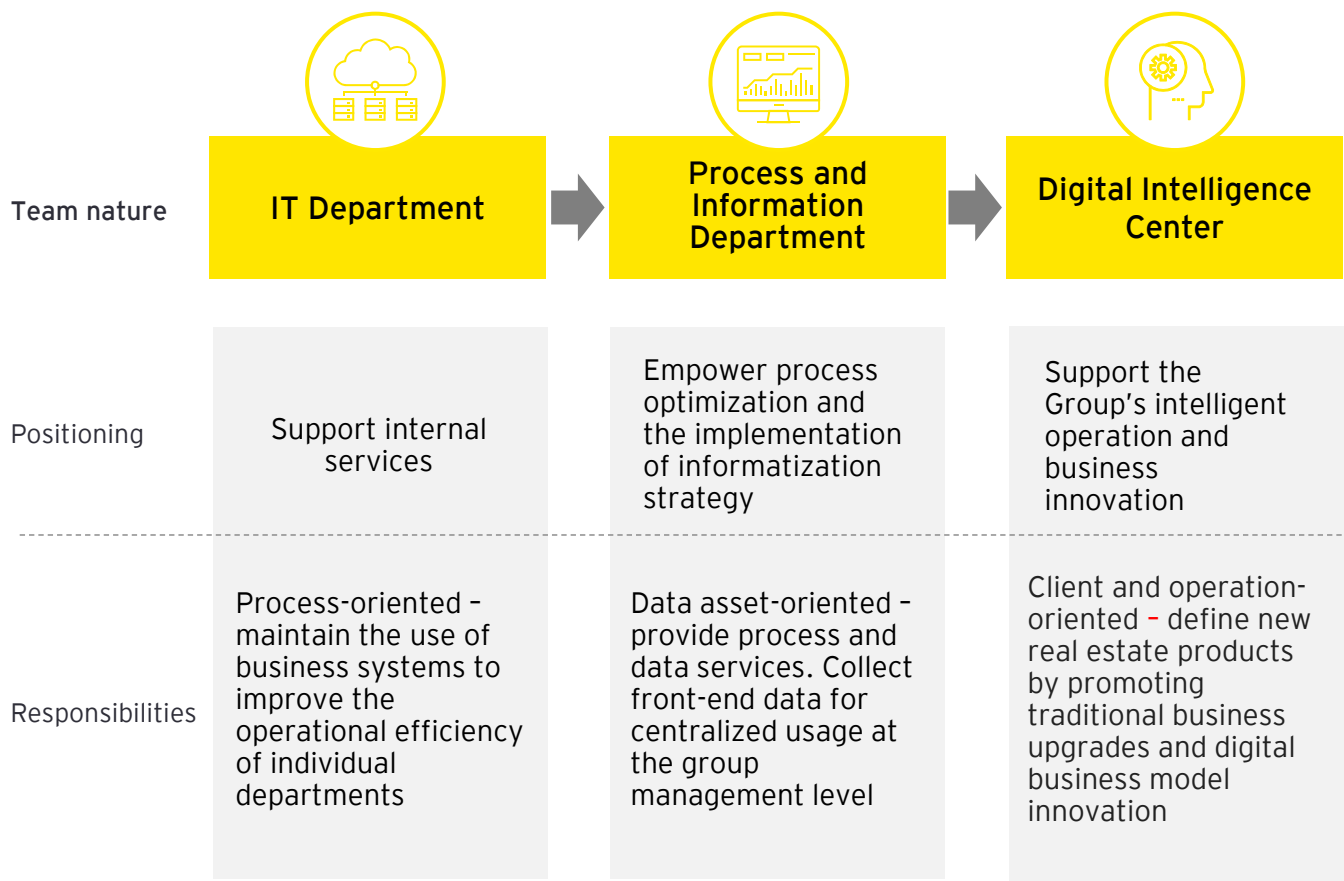 Team nature
IT Department
Process and
Information
Department
Digital Intelligence
Center
Positioning
Support internal
services
Empower process
optimization and
the implementation
of informatization
strategy
Support the
Group’s intelligent
operation and
business
innovation
Responsibilities
Process-oriented –
maintain the use of
business systems to
improve the
operational efficiency
of individual
departments
Data asset-oriented –
provide process and
data services. Collect
front-end data for
centralized usage at
the group
management level
Client and operation-
oriented – define new
real estate products
by promoting
traditional business
upgrades and digital
business model
innovation